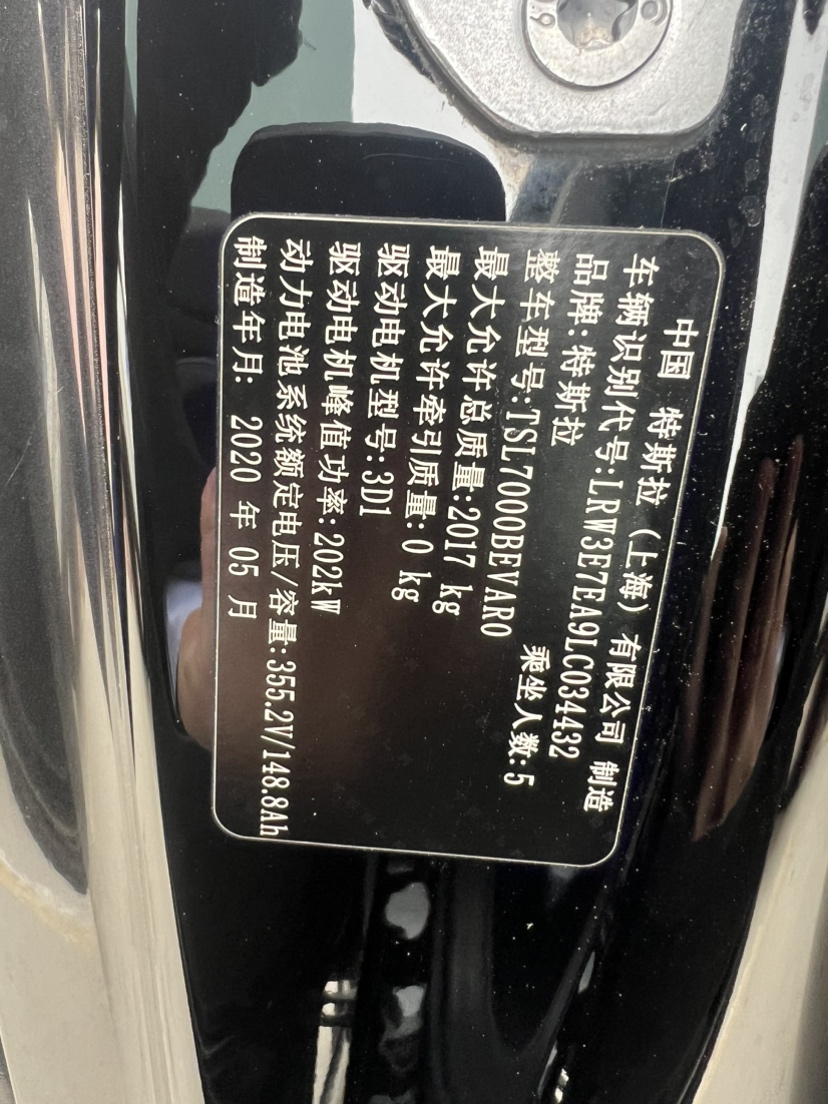 中国 特斯拉（上海）有限公司 制造
车辆识别代号:LRW3E7EA9LC034432
品牌:特斯拉
整车型号:TSL7000BEVAR0 乘坐人数:5
最大允许总质量:2017 kg
最大允许牵引质量: 0 kg
驱动电机型号:3D1
驱动电机峰值功率:202kW
动力电池系统额定电压/容量:355.2V/148.8Ah
制造年月: 2020 年 05 月